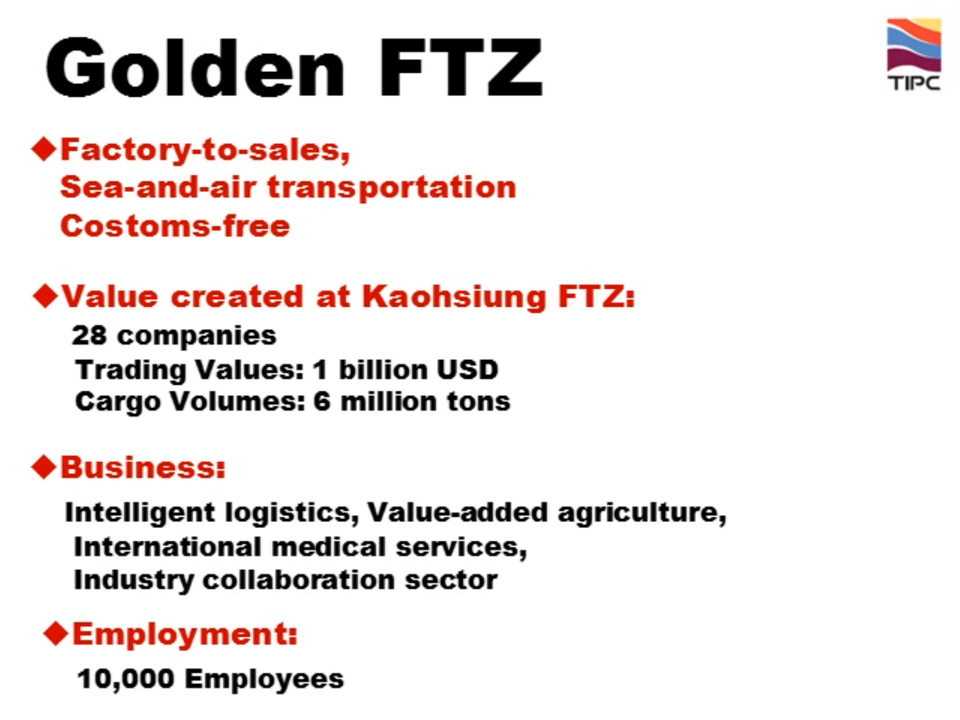 Golden FTZ
TIPC
◆Factory-to-sales,
Sea-and-air transportation
Costoms-free
◆Value created at Kaohsiung FTZ:
28 companies
Trading Values: 1 billion USD
Cargo Volumes: 6 million tons
◆Business:
Intelligent logistics, Value-added agriculture,
International medical services,
Industry collaboration sector
◆Employment:
10,000 Employees